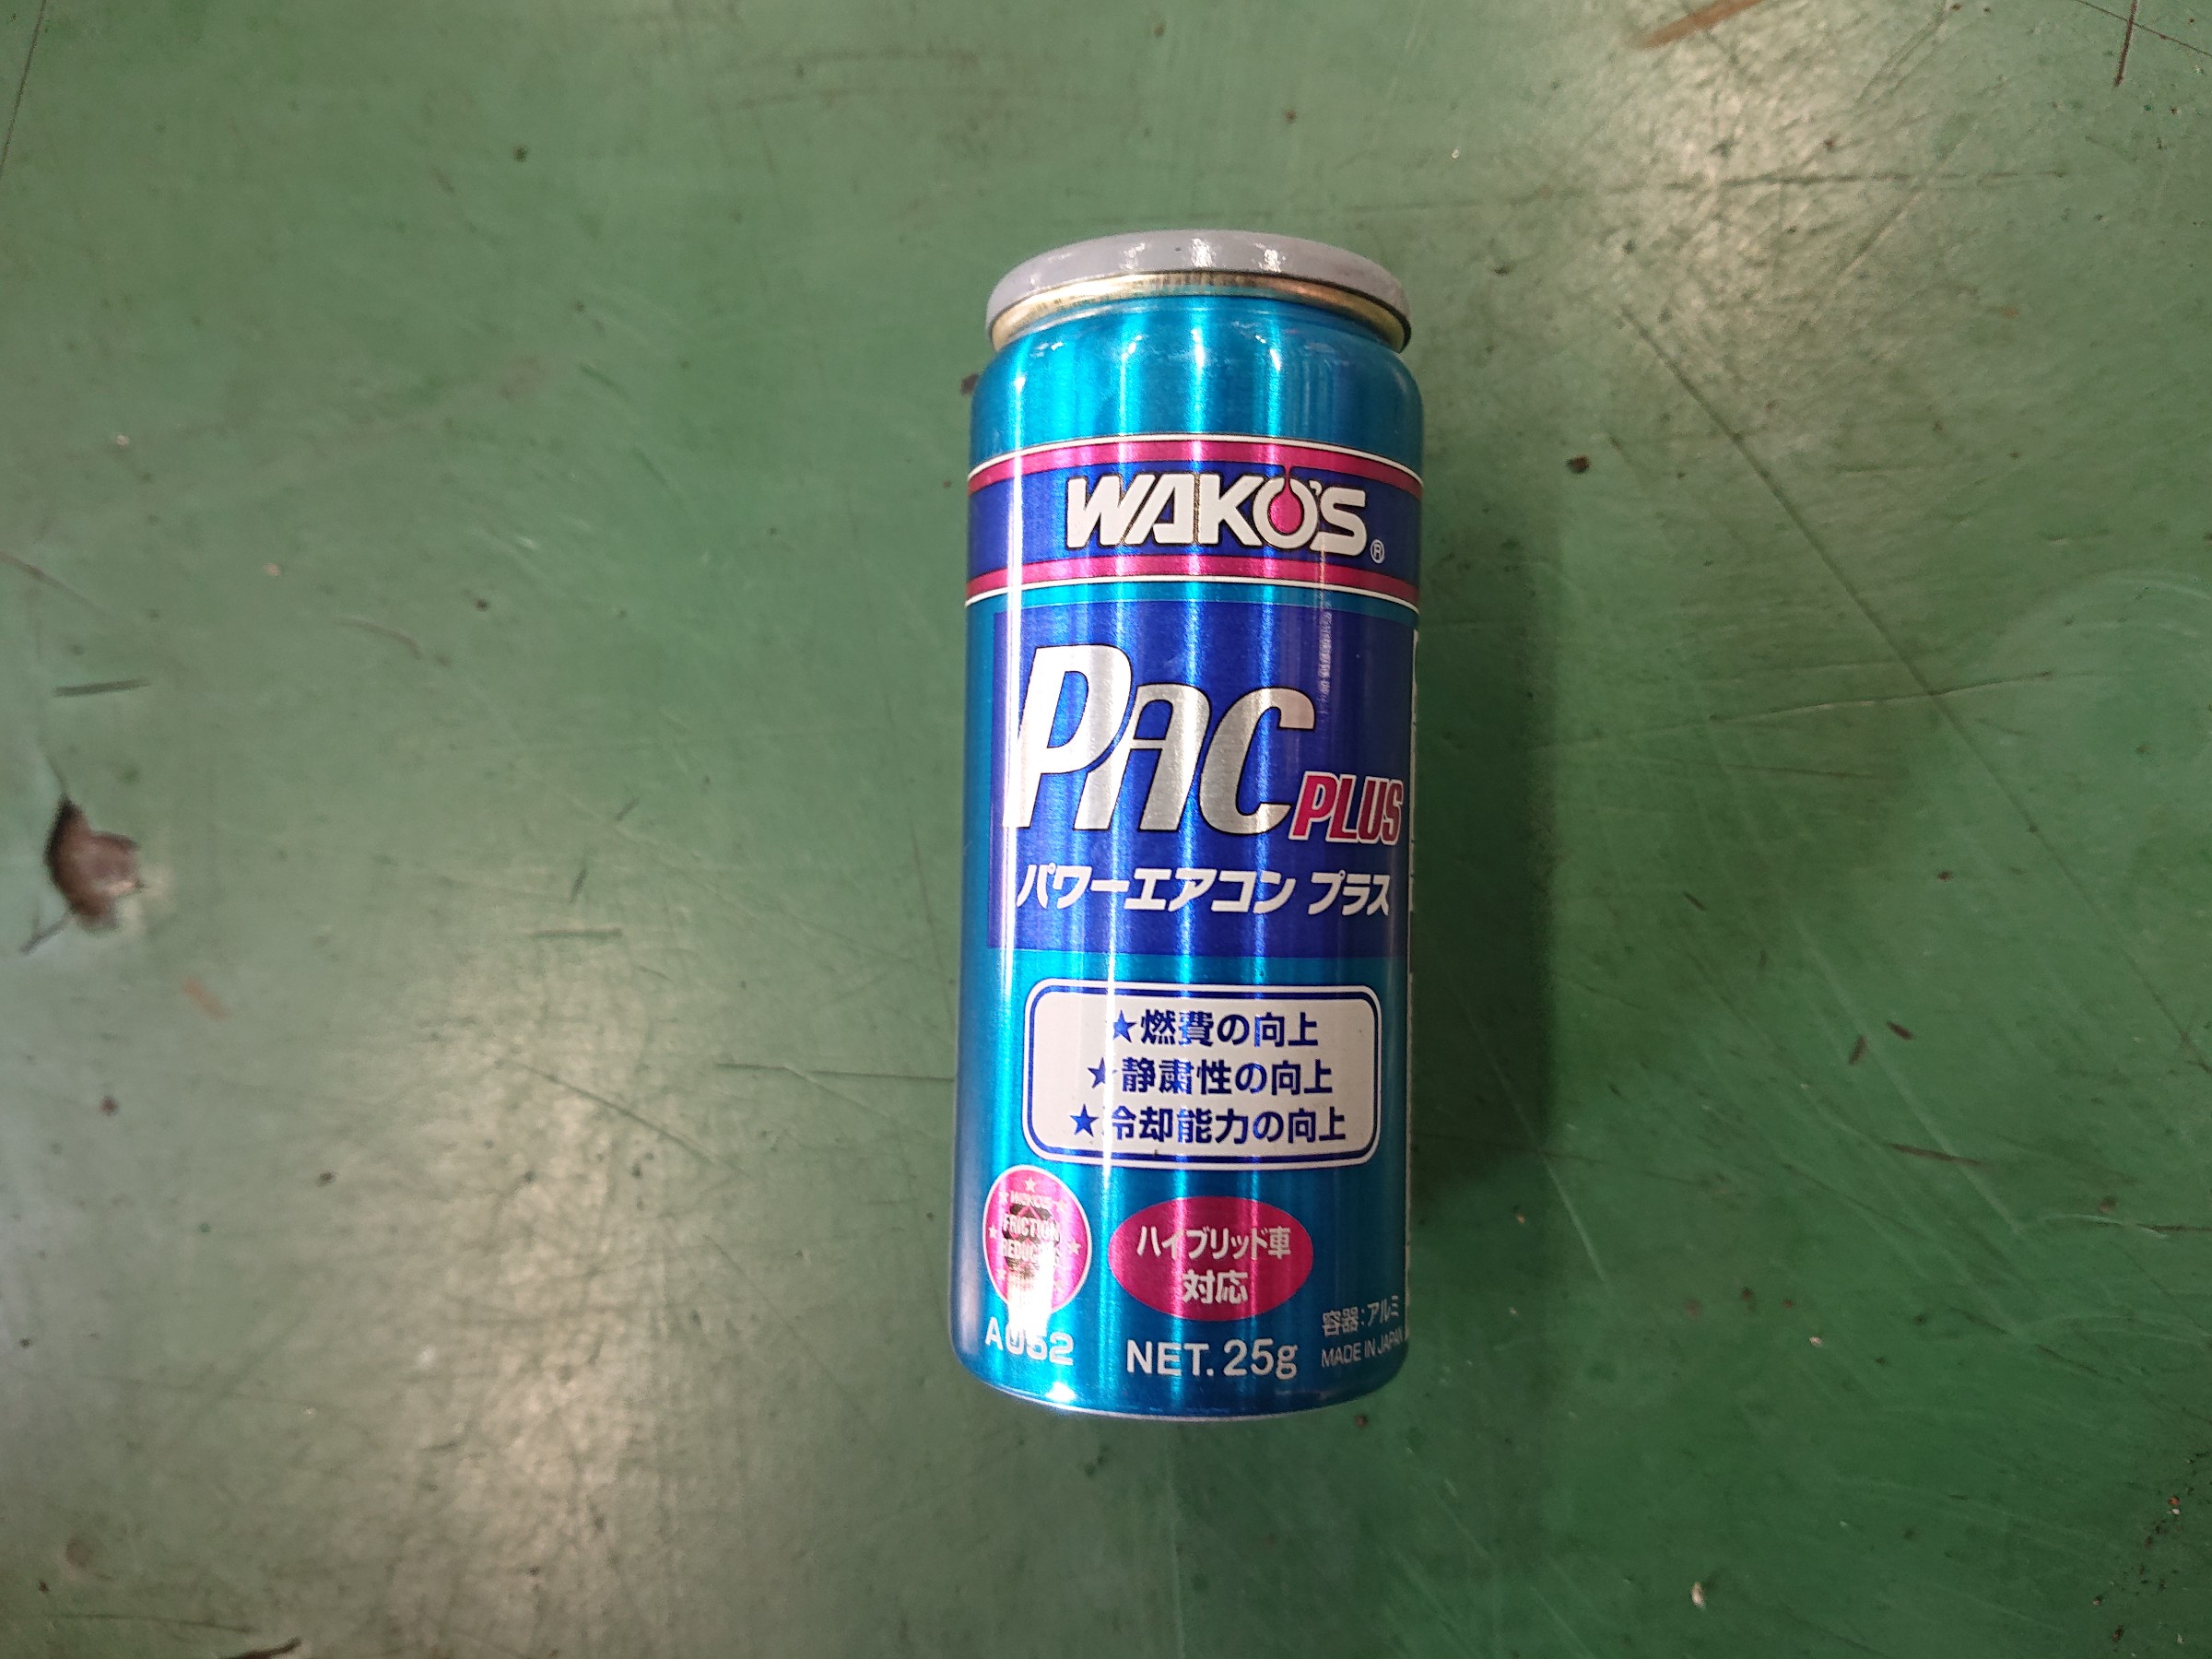 WAKO'S®
PAC PLUS
パワーエアコン プラス
★燃費の向上
★静粛性の向上
★冷却能力の向上
WAKO'S
FRICTION
ハイブリッド車
対応
A052
NET. 25g
容器:アルミ
MADE IN JAPAN